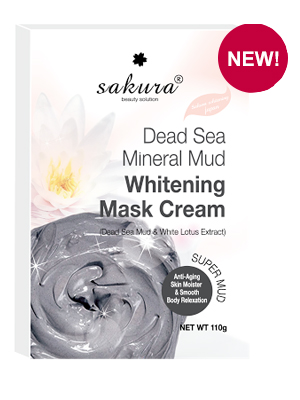 NEW!
sakura®
beauty solution
Dead Sea
Mineral Mud
Whitening
Mask Cream
(Dead Sea Mud & White Lotus Extract)
SUPER MUD
Anti-Aging
Skin Moister
& Smooth
Body Relexation
NET WT 110g